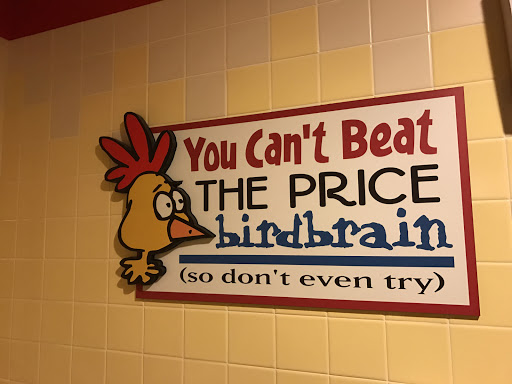 You Can't Beat
THE PRICE
birdbrain
(so don't even try)